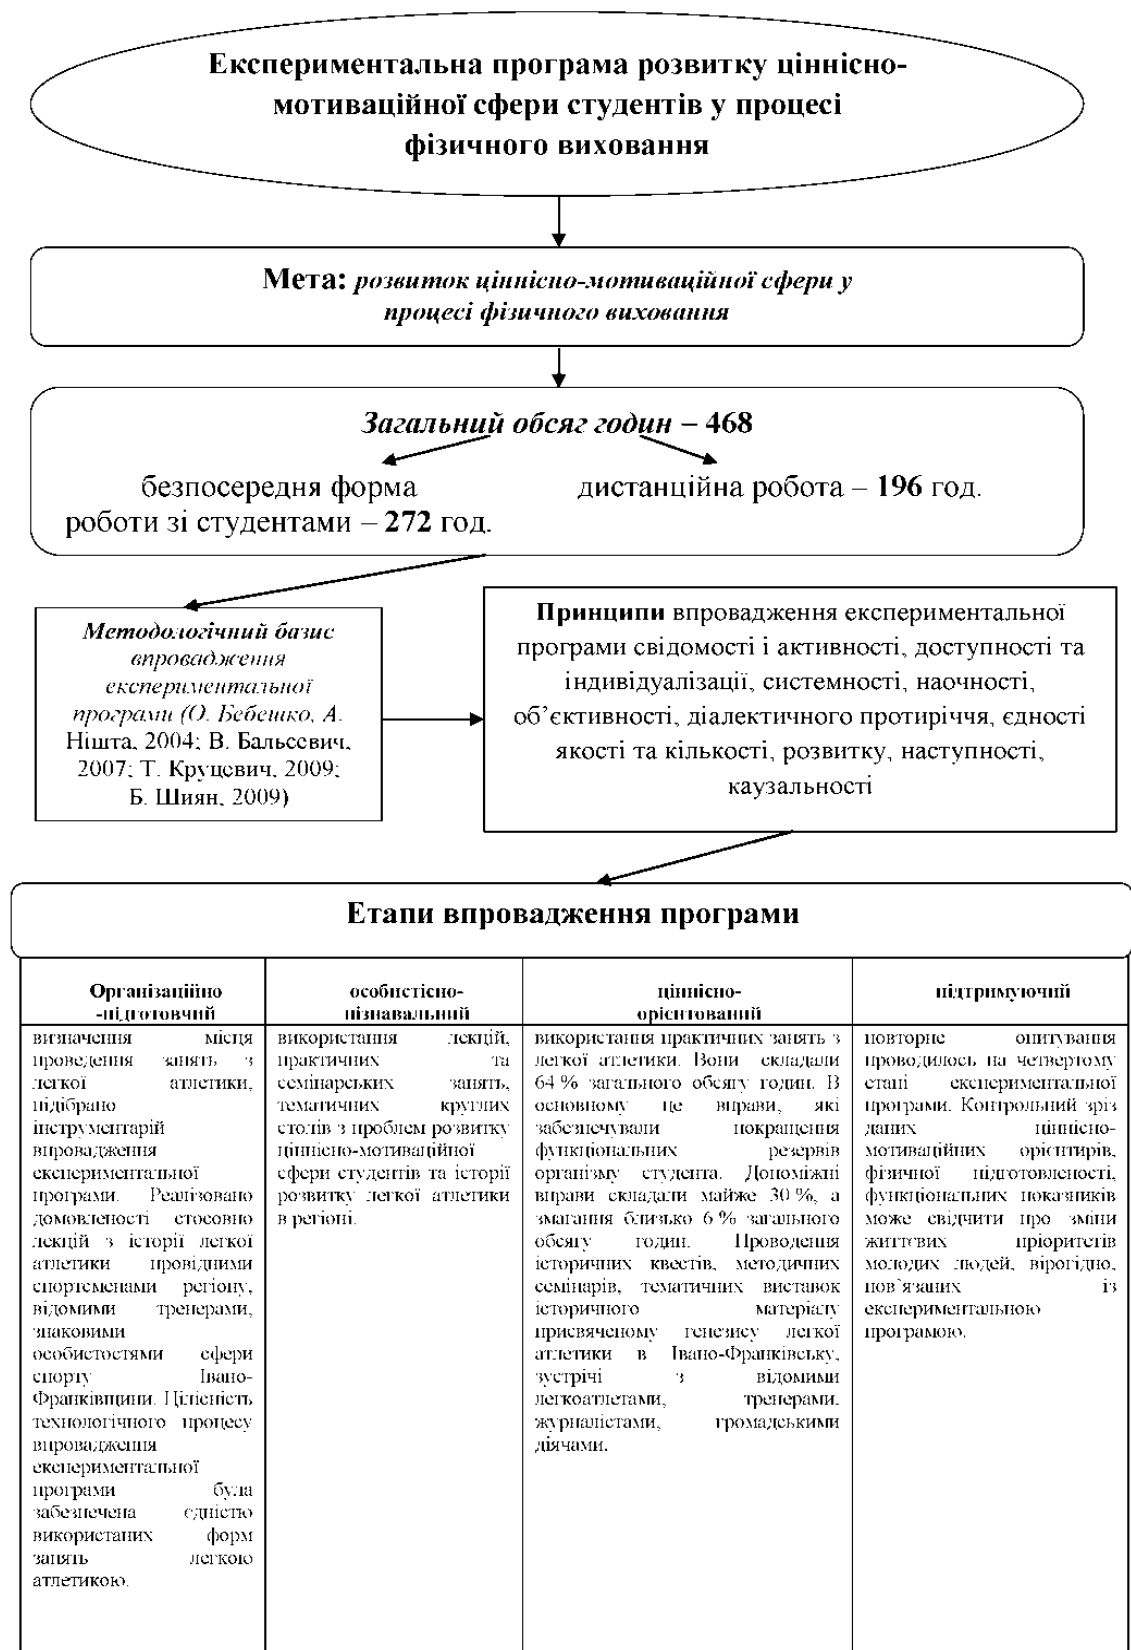 Експериментальна програма розвитку ціннісно-
мотиваційної сфери студентів у процесі
фізичного виховання
Мета: розвиток ціннісно-мотиваційної сфери у
процесі фізичного виховання
Загальний обсяг годин – 468
безпосередня форма
роботи зі студентами – 272 год.
дистанційна робота – 196 год.
Методологічний базис
впровадження
експериментальної
програми (О. Бебешко, А.
Нішта, 2004; В. Бальсевич,
2007; Т. Круцевич, 2009;
Б. Шиян, 2009)
Принципи впровадження експериментальної
програми свідомості і активності, доступності та
індивідуалізації, системності, наочності,
об’єктивності, діалектичного протиріччя, єдності
якості та кількості, розвитку, наступності,
каузальності
Етапи впровадження програми
Організаційно
-підготовчий
визначення місця
проведення занять з
легкої атлетики,
підібрано
інструментарій
впровадження
експериментальної
програми. Реалізовано
домовленості стосовно
лекцій з історії легкої
атлетики провідними
спортсменами регіону,
відомими тренерами,
знаковими
особистостями сфери
спорту Івано-
Франківщини. Цілісність
технологічного процесу
впровадження
експериментальної
програми була
забезпечена єдністю
використаних форм
занять легкою
атлетикою.
особистісно-
пізнавальний
використання лекцій,
практичних та
семінарських занять,
тематичних круглих
столів з проблем розвитку
ціннісно-мотиваційної
сфери студентів та історії
розвитку легкої атлетики
в регіоні.
ціннісно-
орієнтований
використання практичних занять з
легкої атлетики. Вони складали
64 % загального обсягу годин. В
основному це вправи, які
забезпечували покращення
функціональних резервів
організму студента. Допоміжні
вправи складали майже 30 %, а
змагання близько 6 % загального
обсягу годин. Проводення
історичних квестів, методичних
семінарів, тематичних виставок
історичного матеріалу
присвяченому генезису легкої
атлетики в Івано-Франківську,
зустрічі з відомими
легкоатлетами, тренерами,
журналістами, громадськими
діячами.
підтримуючий
повторне опитування
проводилось на четвертому
етапі експериментальної
програми. Контрольний зріз
даних ціннісно-
мотиваційних орієнтирів,
фізичної підготовленості,
функціональних показників
може свідчити про зміни
життєвих пріоритетів
молодих людей, вірогідно,
пов’язаних із
експериментальною
програмою.